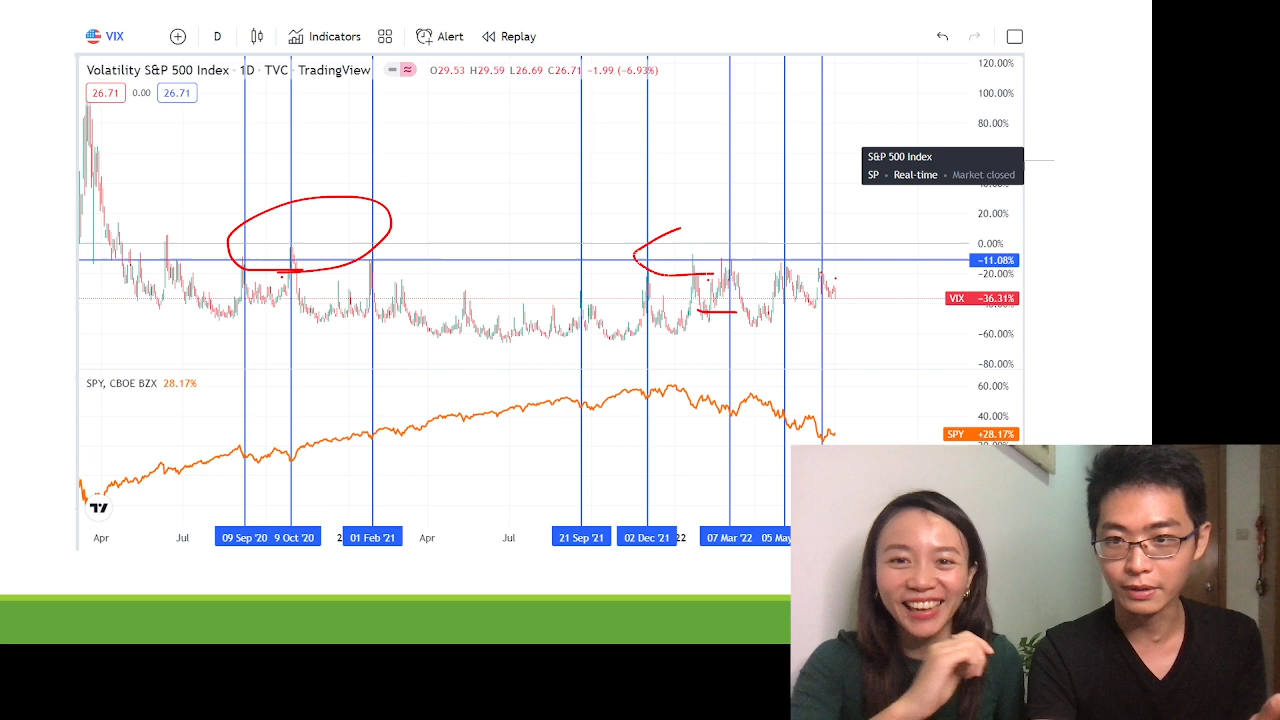 VIX D Indicators Alert Replay
Volatility S&P 500 Index · 1D · TVC · TradingView O29.53 H29.59 L26.69 C26.71 −1.99 (−6.93%)
26.71 0.00 26.71
120.00%
100.00%
80.00%
S&P 500 Index
SP • Real-time • Market closed
20.00%
0.00%
−11.08%
−20.00%
VIX −36.31%
−60.00%
−80.00%
SPY, CBOE BZX 28.17%
60.00%
40.00%
SPY +28.17%
Apr Jul 09 Sep '20 9 Oct '20 2 01 Feb '21 Apr Jul 21 Sep '21 02 Dec '21 22 07 Mar '22 05 May